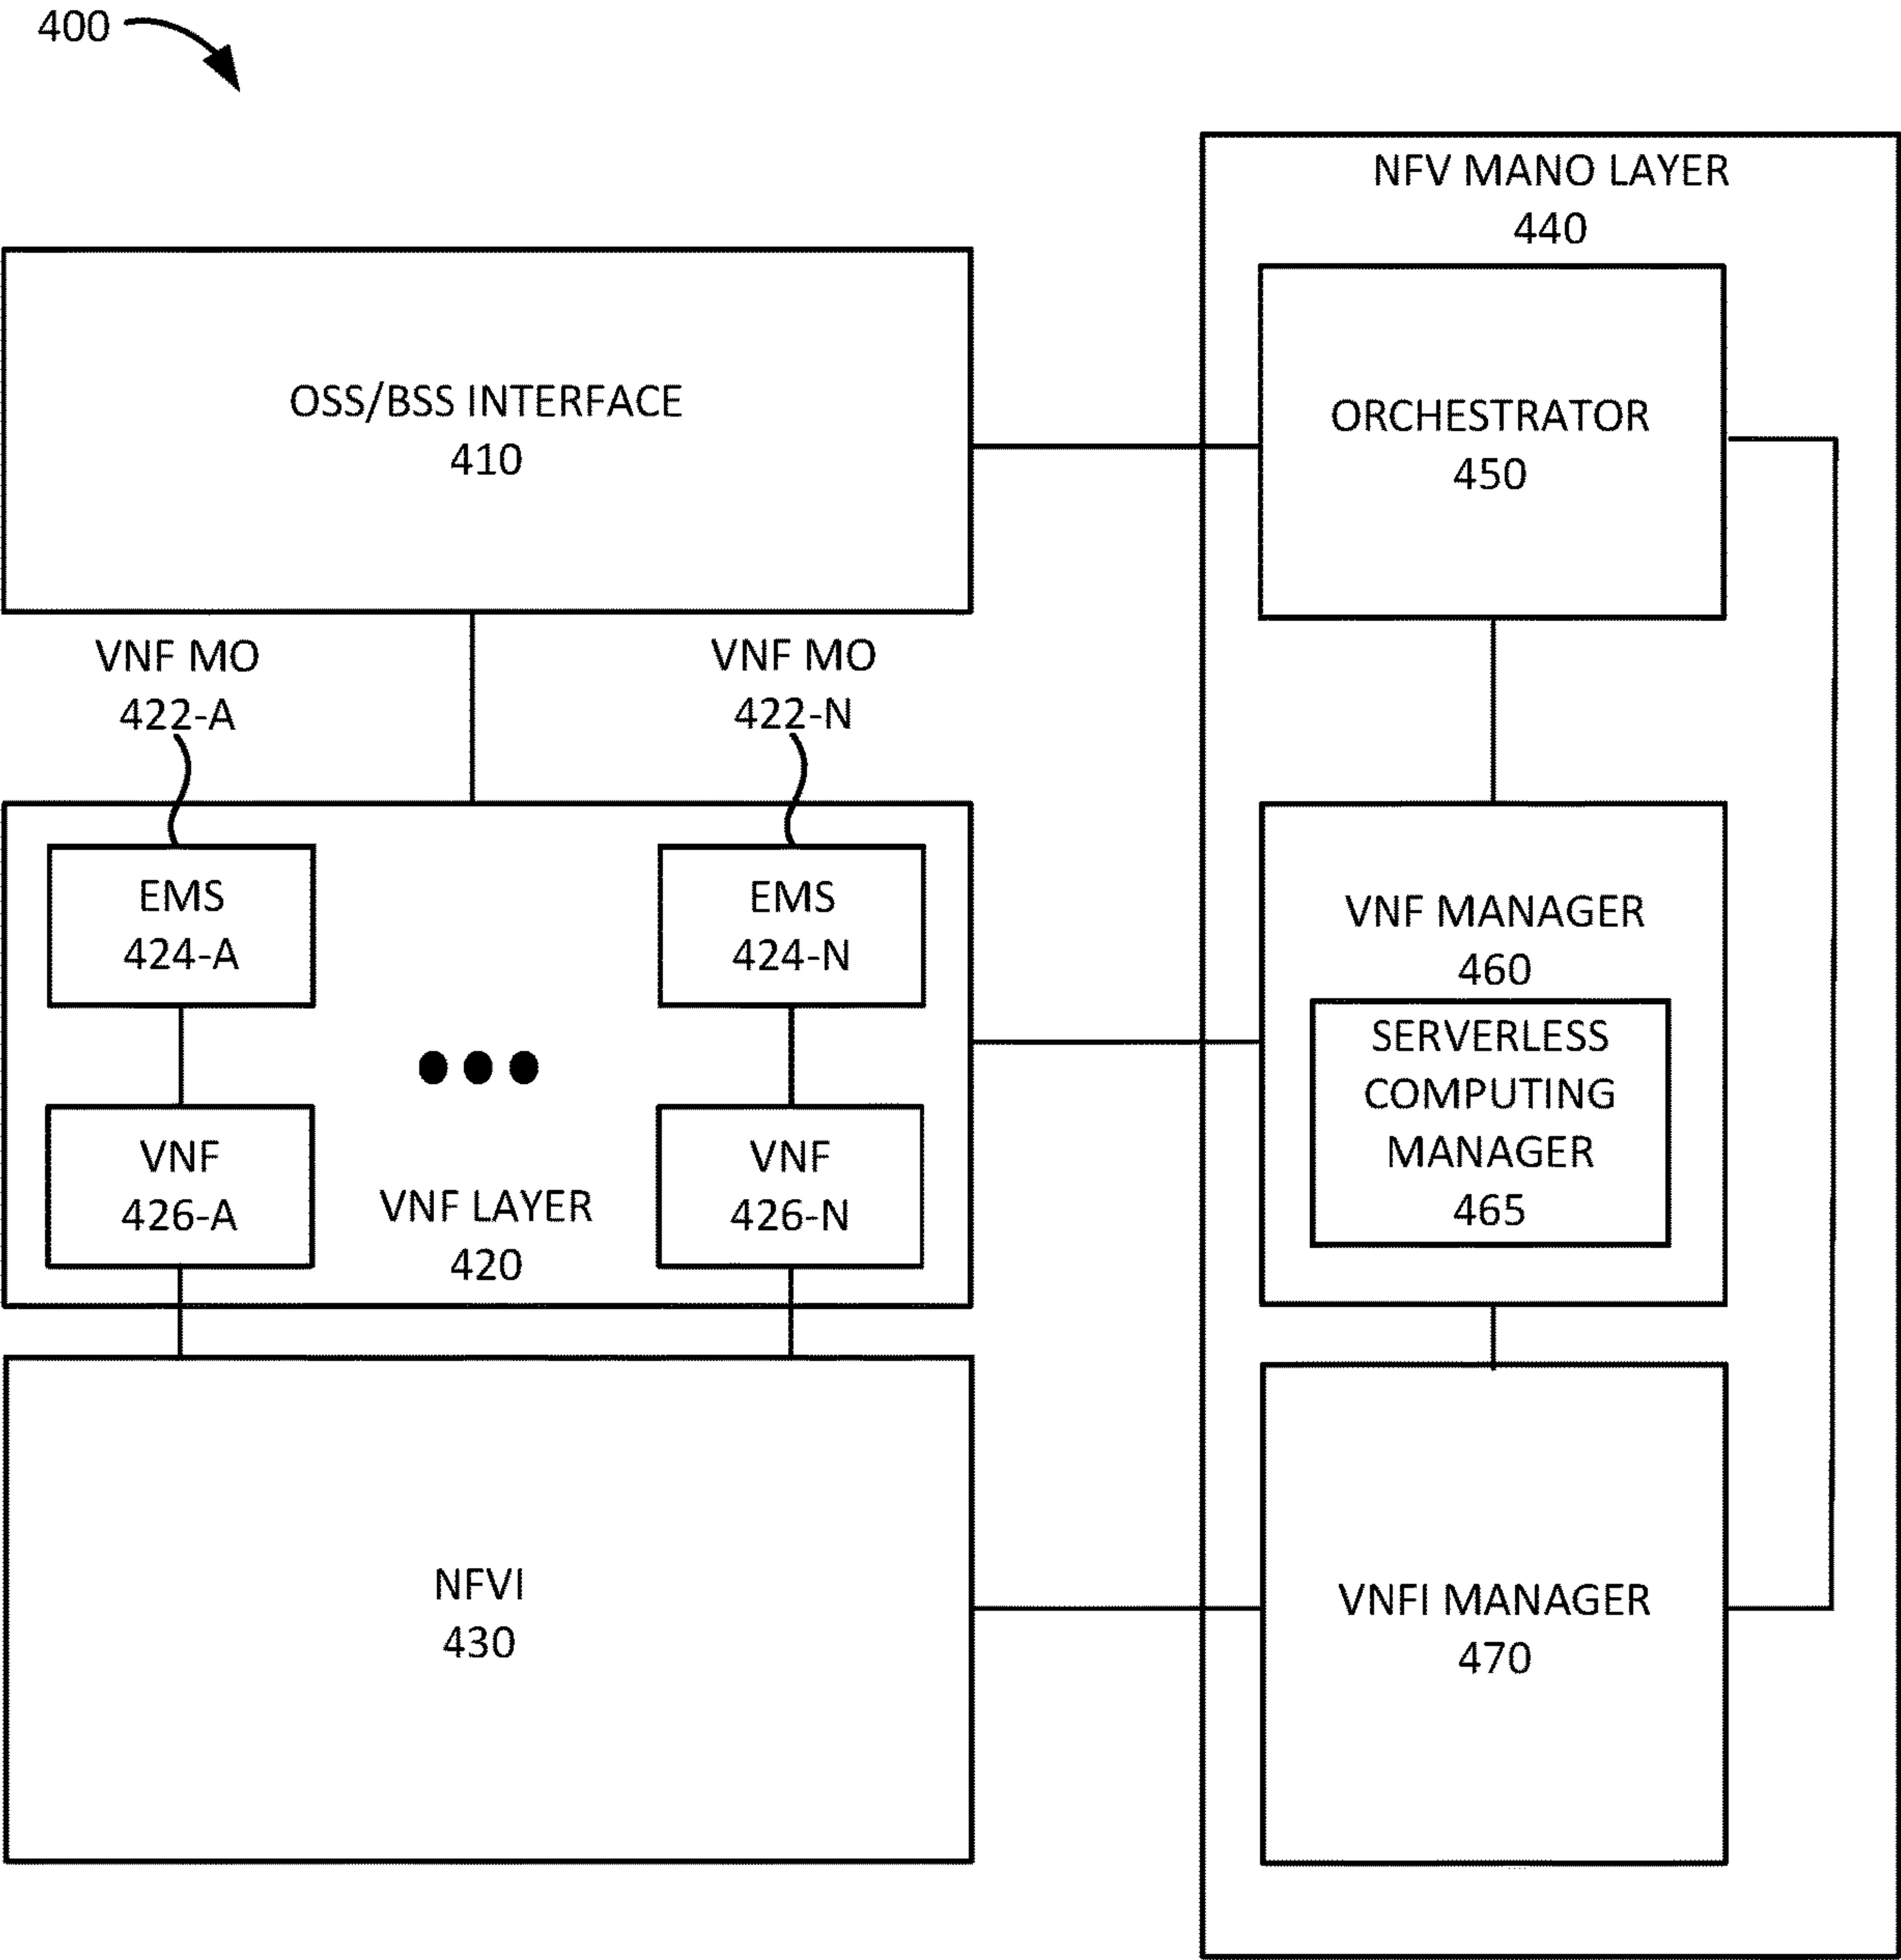 400
NFV MANO LAYER
440
OSS/BSS INTERFACE
410
ORCHESTRATOR
450
VNF MO
422-A
VNF MO
422-N
EMS
424-A
EMS
424-N
VNF
426-A
VNF
426-N
VNF LAYER
420
VNF MANAGER
460
SERVERLESS
COMPUTING
MANAGER
465
NFVI
430
VNFI MANAGER
470